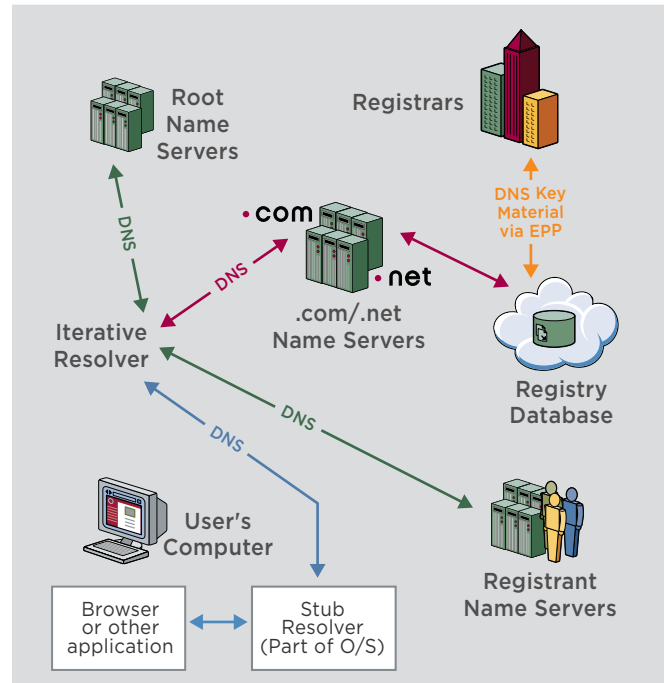 Root
Name
Servers
Registrars
DNS Key
Material
via EPP
DNS
• com
• net
DNS
.com/.net
Name Servers
Iterative
Resolver
Registry
Database
DNS
DNS
User's
Computer
Registrant
Name Servers
Browser
or other
application
Stub
Resolver
(Part of O/S)